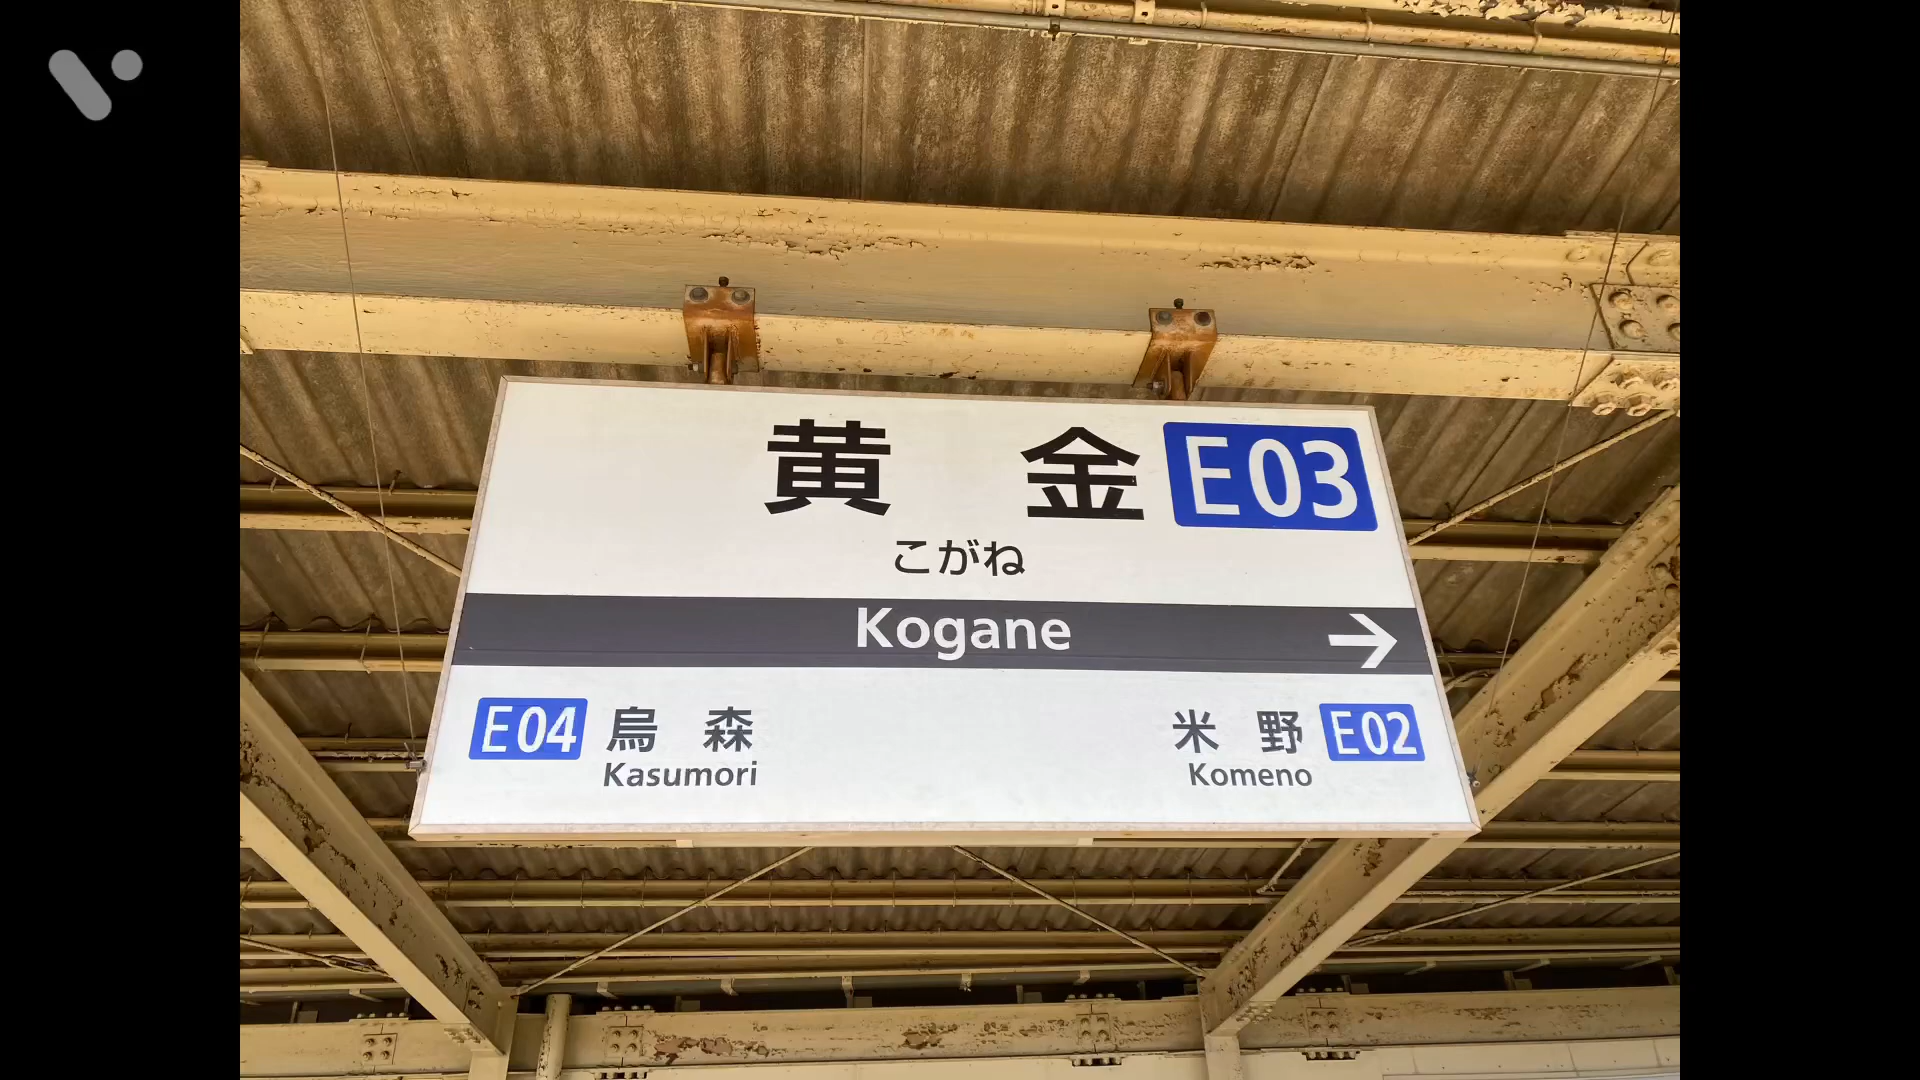 黄金 E03
こがね
Kogane →
E04 烏森 米野 E02
Kasumori Komeno